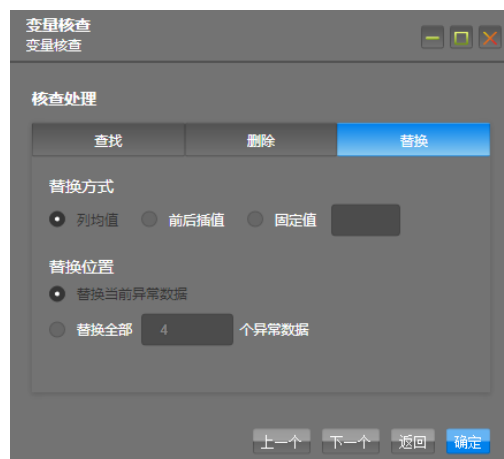 变量核查
变量核查
核查处理
查找 删除 替换
替换方式
列均值 前后插值 固定值
替换位置
替换当前异常数据
替换全部 4 个异常数据
上一个 下一个 返回 确定